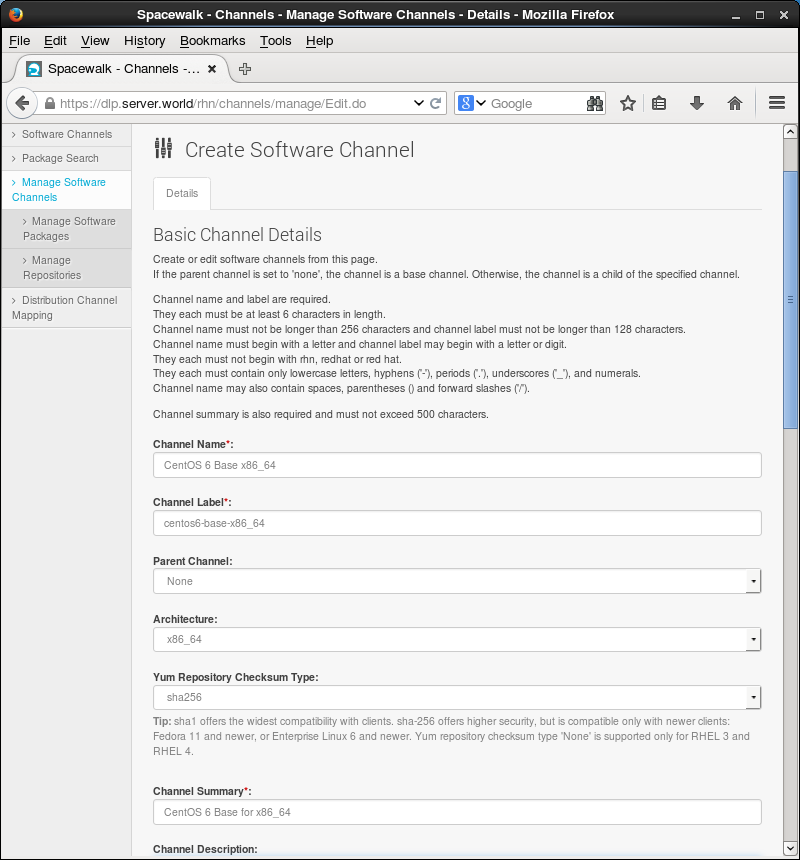 Spacewalk - Channels - Manage Software Channels - Details - Mozilla Firefox
File Edit View History Bookmarks Tools Help
Spacewalk - Channels -...
https://dlp.server.world/rhn/channels/manage/Edit.do
Google
Software Channels
Package Search
Manage Software
Channels
Manage Software
Packages
Manage
Repositories
Distribution Channel
Mapping
Create Software Channel
Details
Basic Channel Details
Create or edit software channels from this page.
If the parent channel is set to 'none', the channel is a base channel. Otherwise, the channel is a child of the specified channel.
Channel name and label are required.
They each must be at least 6 characters in length.
Channel name must not be longer than 256 characters and channel label must not be longer than 128 characters.
Channel name must begin with a letter and channel label may begin with a letter or digit.
They each must not begin with rhn, redhat or red hat.
They each must contain only lowercase letters, hyphens ('-'), periods ('.'), underscores ('_'), and numerals.
Channel name may also contain spaces, parentheses () and forward slashes ('/').
Channel summary is also required and must not exceed 500 characters.
Channel Name*:
CentOS 6 Base x86_64
Channel Label*:
centos6-base-x86_64
Parent Channel:
None
Architecture:
x86_64
Yum Repository Checksum Type:
sha256
Tip: sha1 offers the widest compatibility with clients. sha-256 offers higher security, but is compatible only with newer clients:
Fedora 11 and newer, or Enterprise Linux 6 and newer. Yum repository checksum type 'None' is supported only for RHEL 3 and
RHEL 4.
Channel Summary*:
CentOS 6 Base for x86_64
Channel Description: